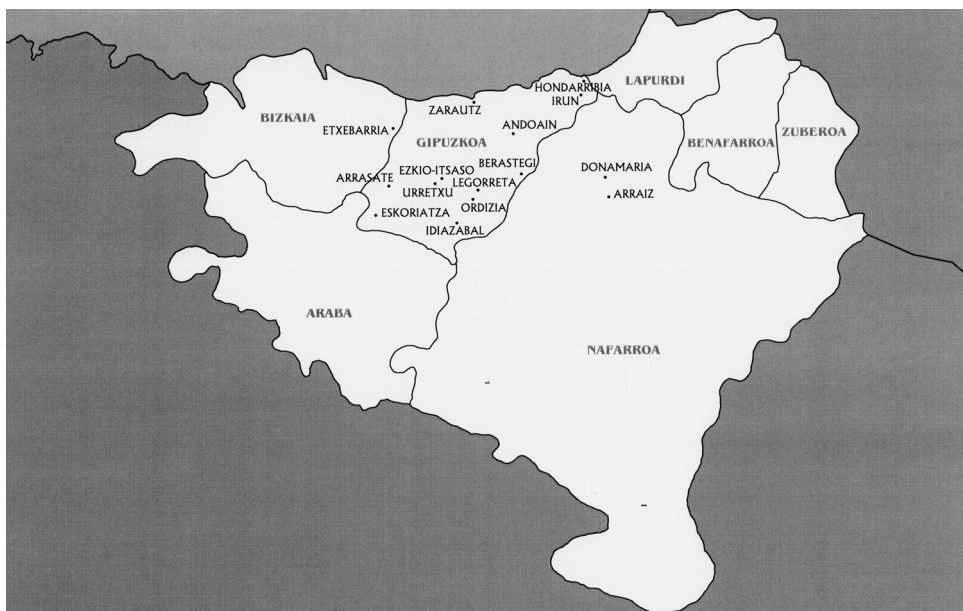 LAPURDI
HONDARRIBIA
IRUN
ZARAUTZ
BIZKAIA
ETXEBARRIA
GIPUZKOA
ANDOAIN
BENAFARROA
ZUBEROA
BERASTEGI
EZKIO-ITSASO
ARRASATE
LEGORRETA
URRETXU
DONAMARIA
ARRAIZ
ORDIZIA
ESKORIATZA
IDIAZABAL
ARABA
NAFARROA